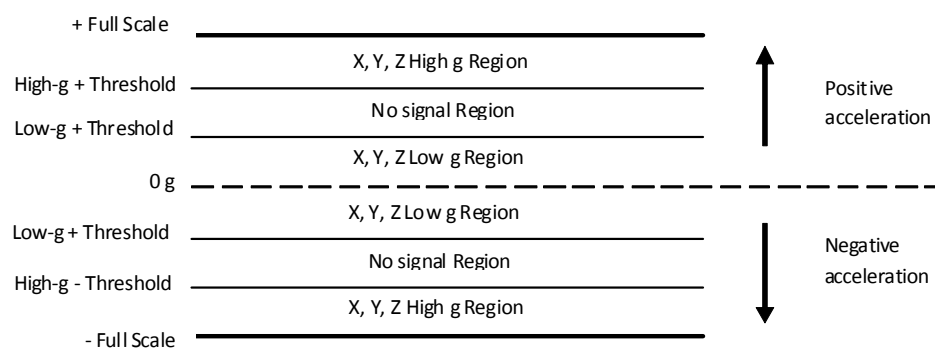 + Full Scale
X, Y, Z High g Region
High-g + Threshold
No signal Region
Low-g + Threshold
X, Y, Z Low g Region
0 g
Positive
acceleration
X, Y, Z Low g Region
Low-g + Threshold
No signal Region
High-g - Threshold
X, Y, Z High g Region
- Full Scale
Negative
acceleration